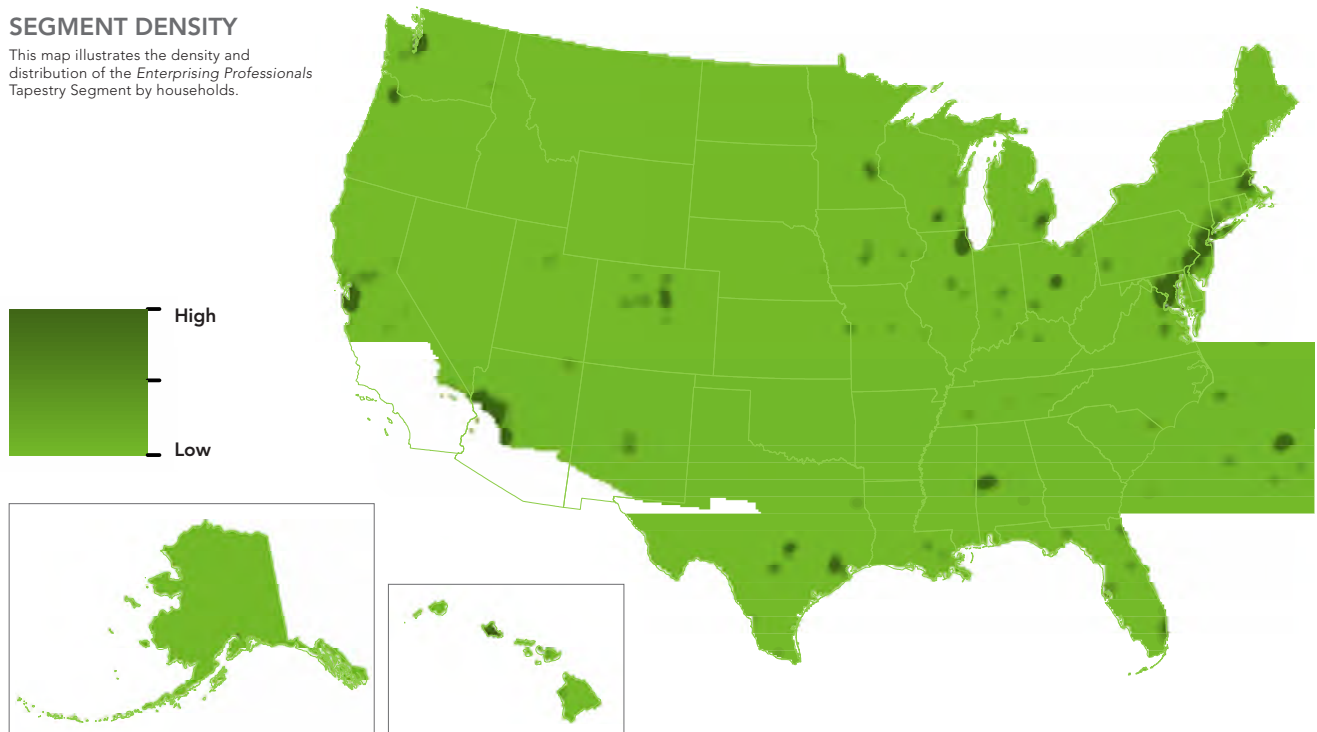 SEGMENT DENSITY
This map illustrates the density and
distribution of the Enterprising Professionals
Tapestry Segment by households.
High
Low